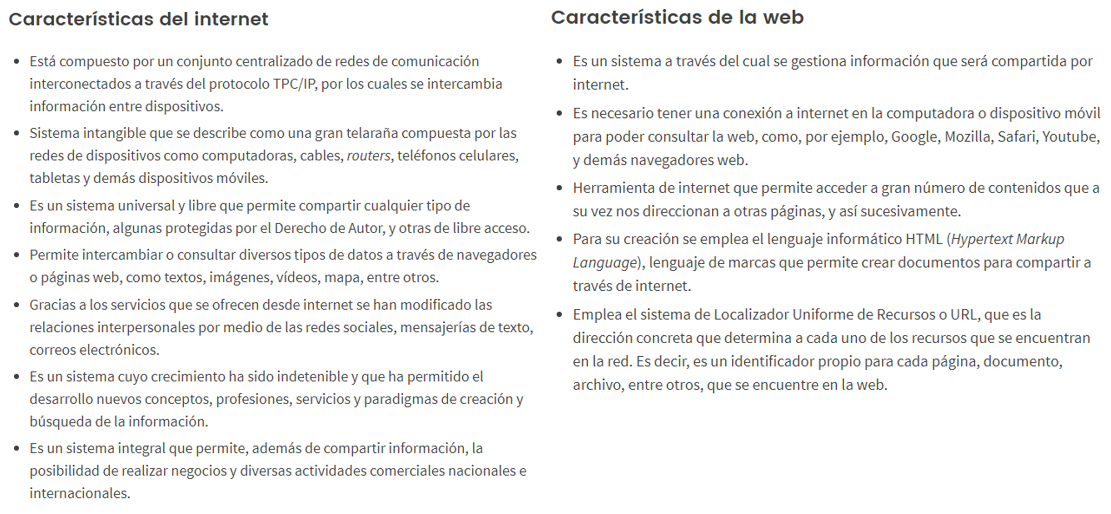 Características del internet
Está compuesto por un conjunto centralizado de redes de comunicación
interconectados a través del protocolo TPC/IP, por los cuales se intercambia
información entre dispositivos.
Sistema intangible que se describe como una gran telaraña compuesta por las
redes de dispositivos como computadoras, cables, routers, teléfonos celulares,
tabletas y demás dispositivos móviles.
Es un sistema universal y libre que permite compartir cualquier tipo de
información, algunas protegidas por el Derecho de Autor, y otras de libre acceso.
Permite intercambiar o consultar diversos tipos de datos a través de navegadores
o páginas web, como textos, imágenes, vídeos, mapa, entre otros.
Gracias a los servicios que se ofrecen desde internet se han modificado las
relaciones interpersonales por medio de las redes sociales, mensajerías de texto,
correos electrónicos.
Es un sistema cuyo crecimiento ha sido indetenible y que ha permitido el
desarrollo nuevos conceptos, profesiones, servicios y paradigmas de creación y
búsqueda de la información.
Es un sistema integral que permite, además de compartir información, la
posibilidad de realizar negocios y diversas actividades comerciales nacionales e
internacionales.
Características de la web
Es un sistema a través del cual se gestiona información que será compartida por
internet.
Es necesario tener una conexión a internet en la computadora o dispositivo móvil
para poder consultar la web, como, por ejemplo, Google, Mozilla, Safari, Youtube,
y demás navegadores web.
Herramienta de internet que permite acceder a gran número de contenidos que a
su vez nos direccionan a otras páginas, y así sucesivamente.
Para su creación se emplea el lenguaje informático HTML (Hypertext Markup
Language), lenguaje de marcas que permite crear documentos para compartir a
través de internet.
Emplea el sistema de Localizador Uniforme de Recursos o URL, que es la
dirección concreta que determina a cada uno de los recursos que se encuentran
en la red. Es decir, es un identificador propio para cada página, documento,
archivo, entre otros, que se encuentre en la web.